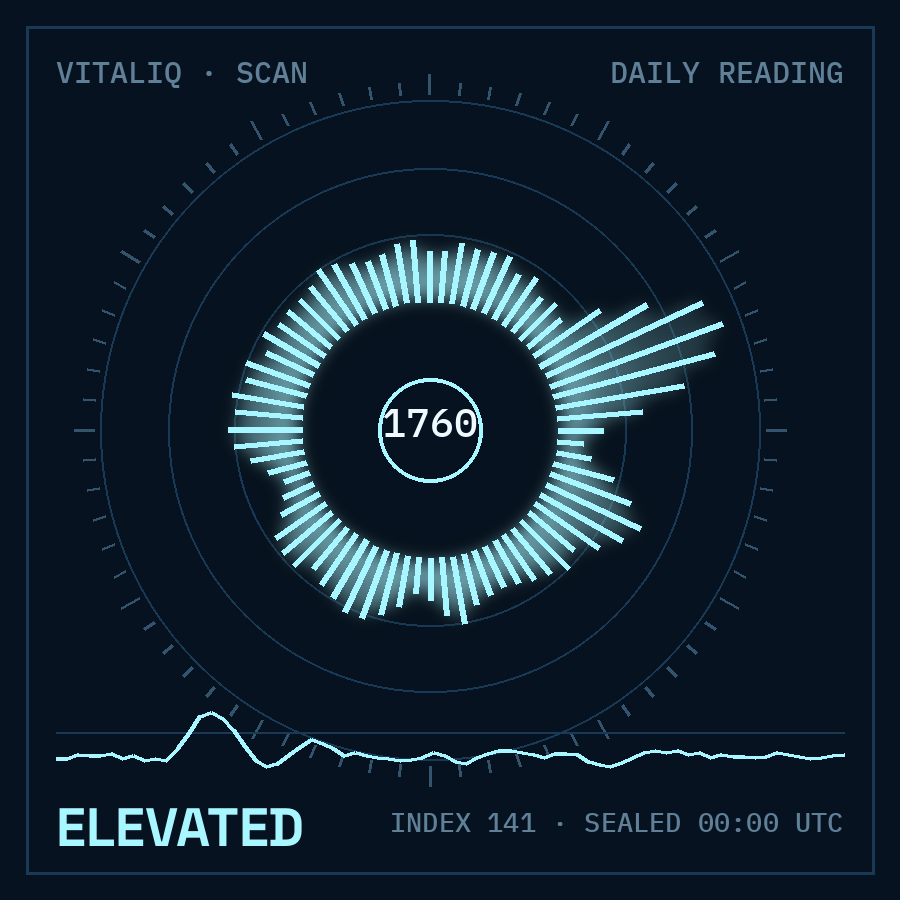 VITALIQ · SCAN
DAILY READING
1760
ELEVATED
INDEX 141 · SEALED 00:00 UTC